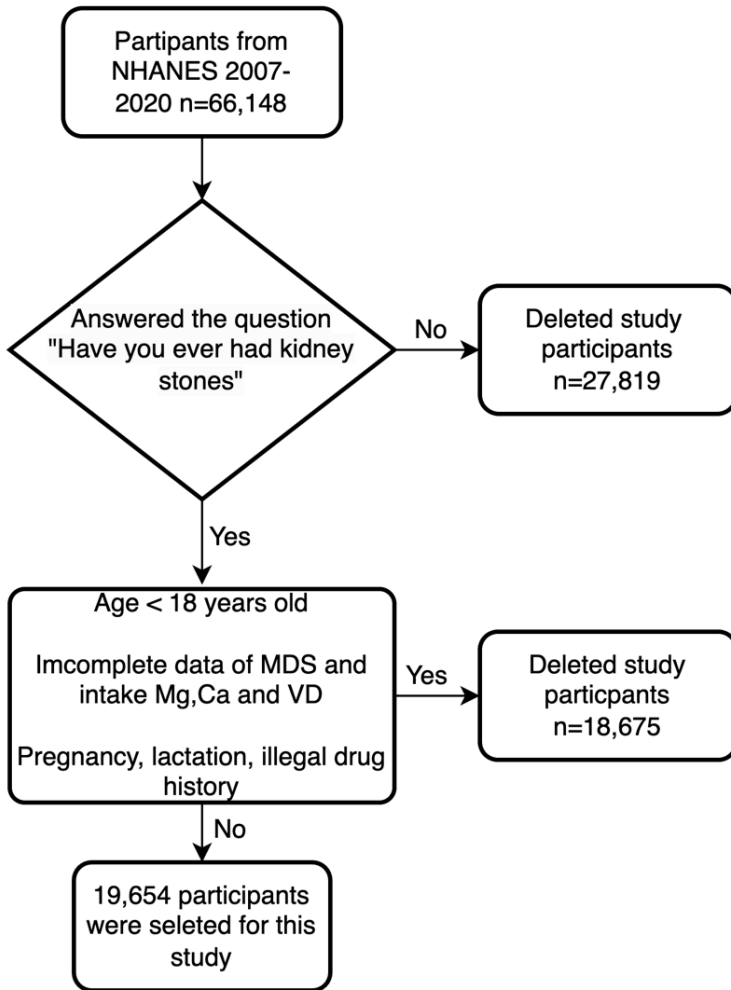 Partipants from
NHANES 2007-
2020 n=66,148
Answered the question
"Have you ever had kidney
stones"
No
Deleted study
participants
n=27,819
Yes
Age < 18 years old
Imcomplete data of MDS and
intake Mg,Ca and VD
Pregnancy, lactation, illegal drug
history
Yes
Deleted study
particpants
n=18,675
No
19,654 participants
were seleted for this
study